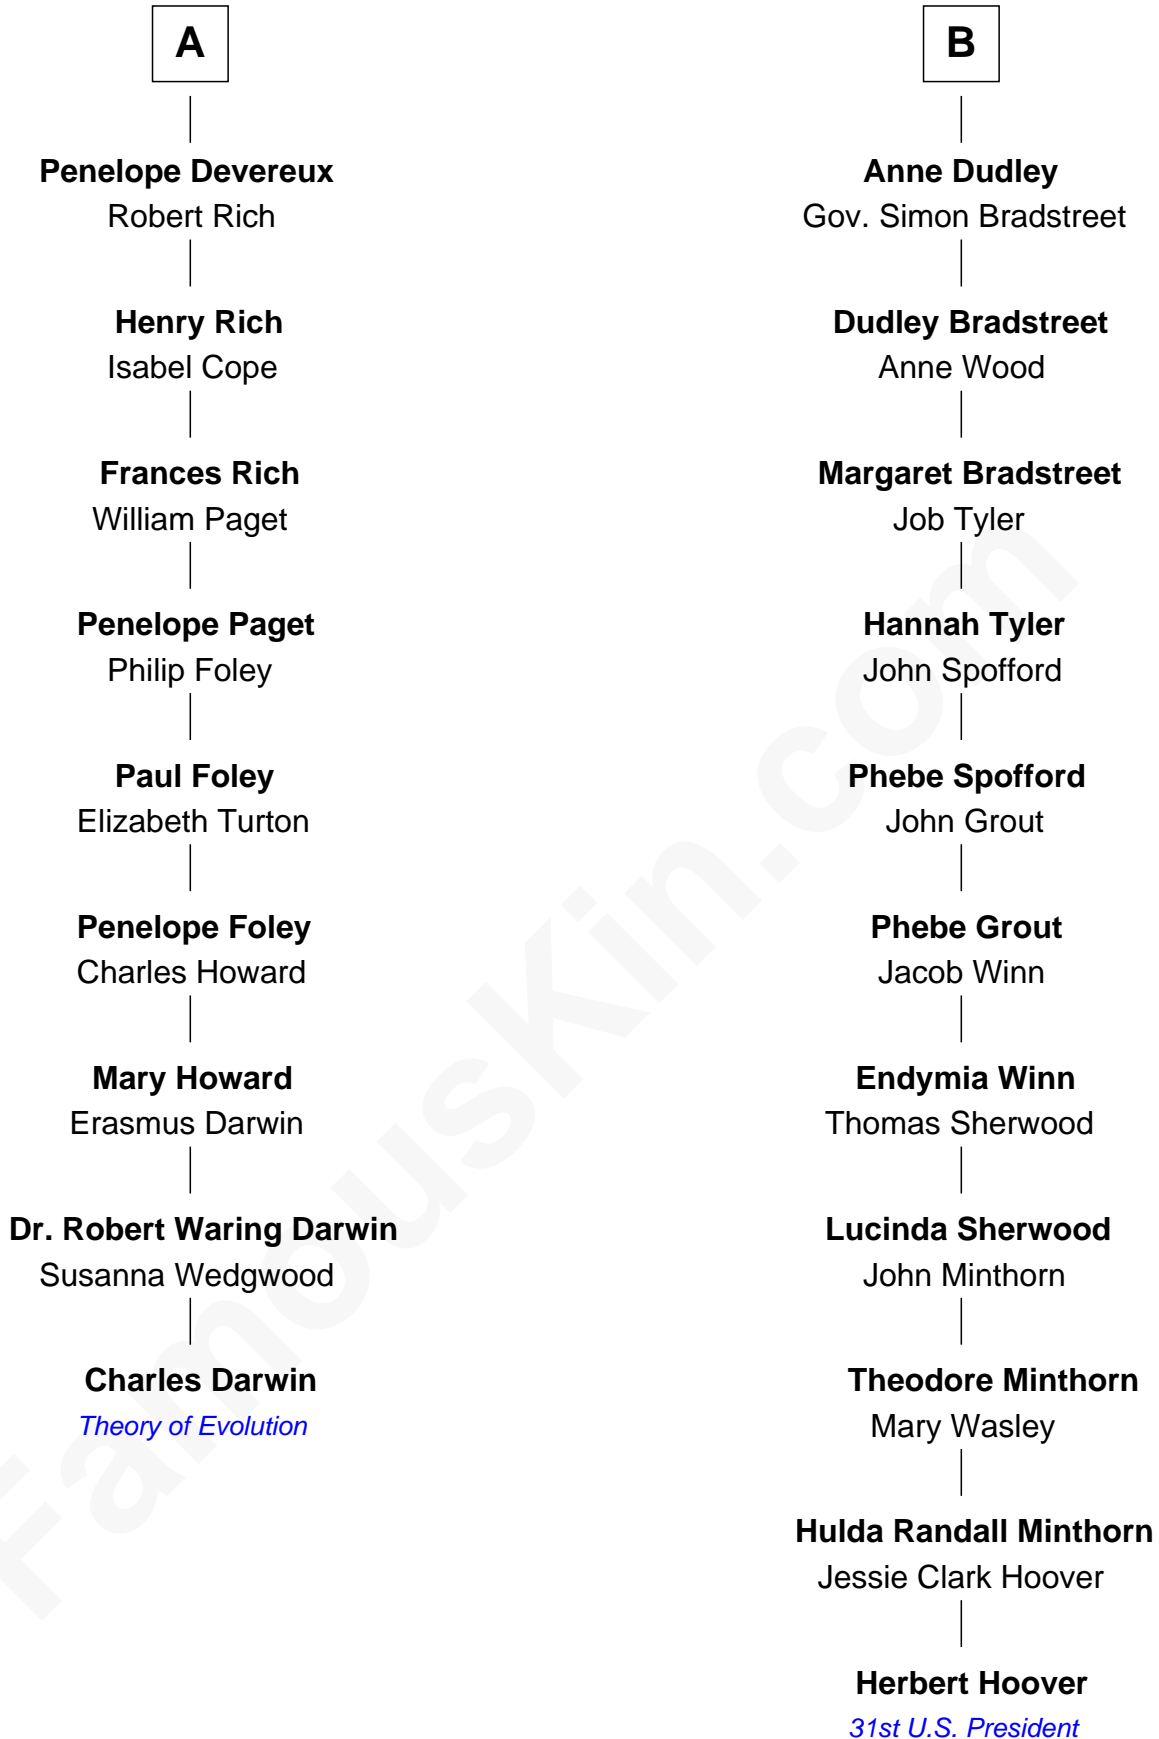 A
Penelope Devereux
Robert Rich
Henry Rich
Isabel Cope
Frances Rich
William Paget
Penelope Paget
Philip Foley
Paul Foley
Elizabeth Turton
Penelope Foley
Charles Howard
Mary Howard
Erasmus Darwin
Dr. Robert Waring Darwin
Susanna Wedgwood
Charles Darwin
Theory of Evolution
B
Anne Dudley
Gov. Simon Bradstreet
Dudley Bradstreet
Anne Wood
Margaret Bradstreet
Job Tyler
Hannah Tyler
John Spofford
Phebe Spofford
John Grout
Phebe Grout
Jacob Winn
Endymia Winn
Thomas Sherwood
Lucinda Sherwood
John Minthorn
Theodore Minthorn
Mary Wasley
Hulda Randall Minthorn
Jessie Clark Hoover
Herbert Hoover
31st U.S. President
FamousKin.com